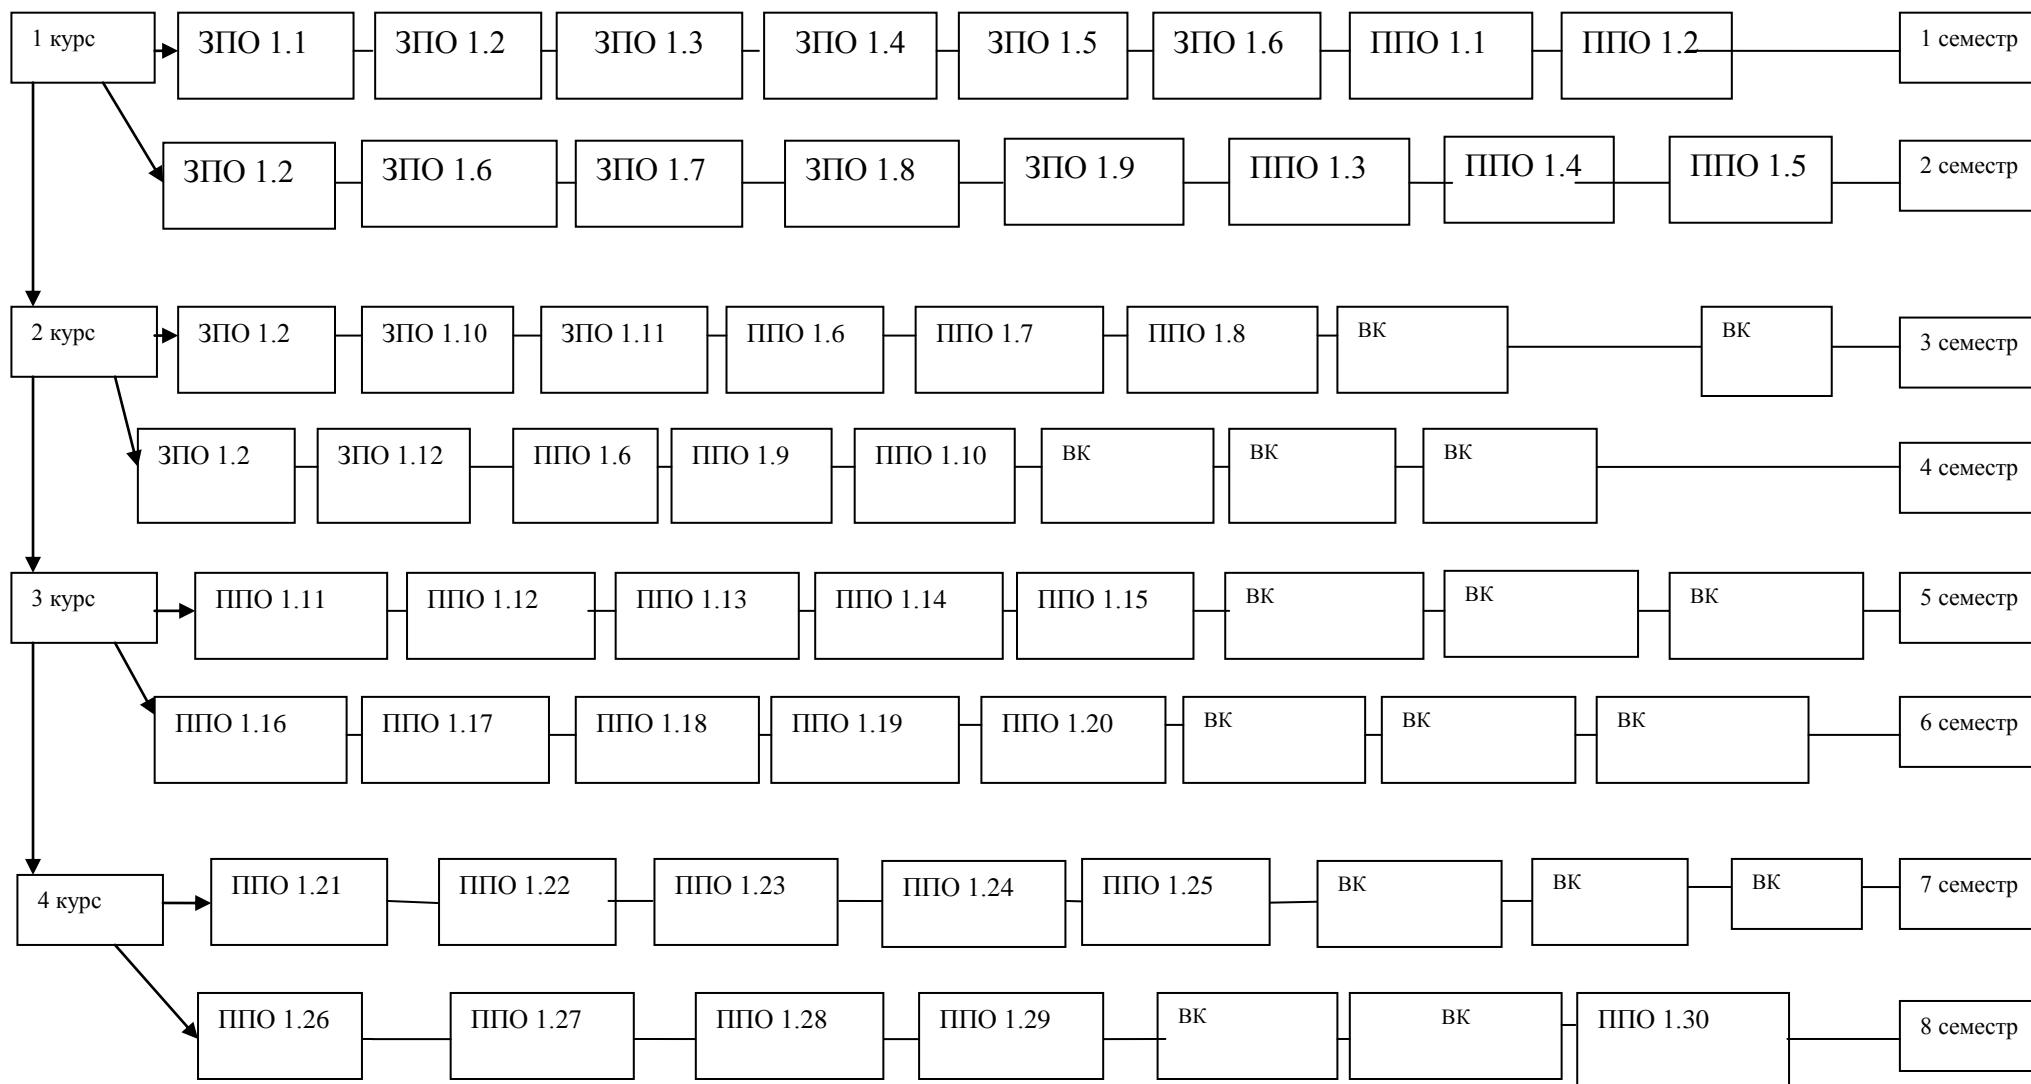 1 курс ЗПО 1.1 ЗПО 1.2 ЗПО 1.3 ЗПО 1.4 ЗПО 1.5 ЗПО 1.6 ППО 1.1 ППО 1.2 1 семестр
ЗПО 1.2 ЗПО 1.6 ЗПО 1.7 ЗПО 1.8 ЗПО 1.9 ППО 1.3 ППО 1.4 ППО 1.5 2 семестр
2 курс ЗПО 1.2 ЗПО 1.10 ЗПО 1.11 ППО 1.6 ППО 1.7 ППО 1.8 ВК ВК 3 семестр
ЗПО 1.2 ЗПО 1.12 ППО 1.6 ППО 1.9 ППО 1.10 ВК ВК ВК 4 семестр
3 курс ППО 1.11 ППО 1.12 ППО 1.13 ППО 1.14 ППО 1.15 ВК ВК ВК 5 семестр
ППО 1.16 ППО 1.17 ППО 1.18 ППО 1.19 ППО 1.20 ВК ВК ВК 6 семестр
4 курс ППО 1.21 ППО 1.22 ППО 1.23 ППО 1.24 ППО 1.25 ВК ВК ВК 7 семестр
ППО 1.26 ППО 1.27 ППО 1.28 ППО 1.29 ВК ВК ППО 1.30 8 семестр